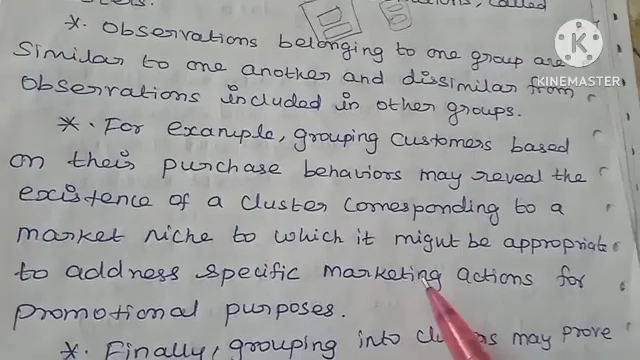 called
*. Observations belonging to one group are
similar to one another and dissimilar from
observations included in other groups.
*. For example, grouping customers based
on their purchase behaviors may reveal the
existence of a cluster corresponding to a
market niche to which it might be appropriate
to address specific marketing actions for
promotional purposes.
*. Finally, grouping into clusters may prove
KINEMASTER